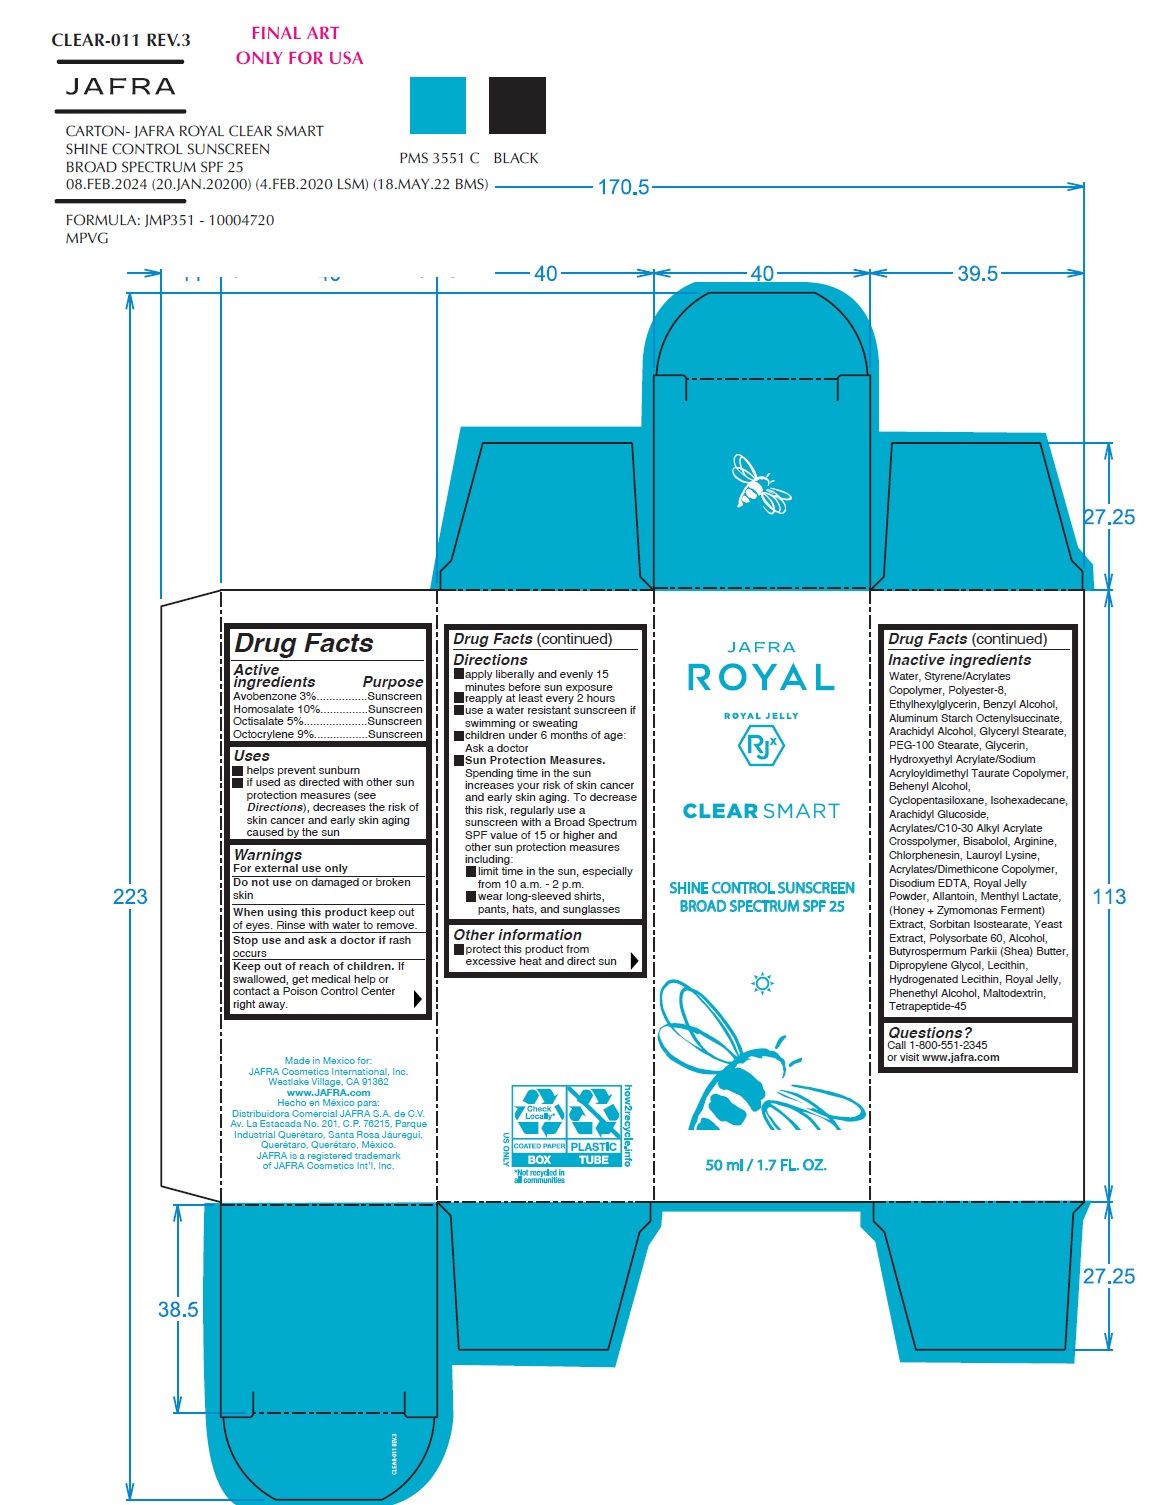 CLEAR-011 REV.3
FINAL ART
ONLY FOR USA
JAFRA
CARTON- JAFRA ROYAL CLEAR SMART
SHINE CONTROL SUNSCREEN
BROAD SPECTRUM SPF 25
08.FEB.2024 (20.JAN.20200) (4.FEB.2020 LSM) (18.MAY.22 BMS)
FORMULA: JMP351 - 10004720
MPVG
PMS 3551 C
BLACK
170.5
40
40
39.5
27.25
223
113
38.5
27.25
Drug Facts
Active
ingredients Purpose
Avobenzone 3%...............Sunscreen
Homosalate 10%..............Sunscreen
Octisalate 5%...................Sunscreen
Octocrylene 9%................Sunscreen
Uses
helps prevent sunburn
if used as directed with other sun
protection measures (see
Directions), decreases the risk of
skin cancer and early skin aging
caused by the sun
Warnings
For external use only
Do not use on damaged or broken
skin
When using this product keep out
of eyes. Rinse with water to remove.
Stop use and ask a doctor if rash
occurs
Keep out of reach of children. If
swallowed, get medical help or
contact a Poison Control Center
right away.
Made in Mexico for:
JAFRA Cosmetics International, Inc.
Westlake Village, CA 91362
www.JAFRA.com
Hecho en México para:
Distribuidora Comercial JAFRA S.A. de C.V.
Av. La Estacada No. 201, C.P. 76215, Parque
Industrial Querétaro, Santa Rosa Jáuregui,
Querétaro, Querétaro, México.
JAFRA is a registered trademark
of JAFRA Cosmetics Int'l, Inc.
Drug Facts (continued)
Directions
apply liberally and evenly 15
minutes before sun exposure
reapply at least every 2 hours
use a water resistant sunscreen if
swimming or sweating
children under 6 months of age:
Ask a doctor
Sun Protection Measures.
Spending time in the sun
increases your risk of skin cancer
and early skin aging. To decrease
this risk, regularly use a
sunscreen with a Broad Spectrum
SPF value of 15 or higher and
other sun protection measures
including:
limit time in the sun, especially
from 10 a.m. - 2 p.m.
wear long-sleeved shirts,
pants, hats, and sunglasses
Other information
protect this product from
excessive heat and direct sun
Check
Locally*
COATED PAPER
BOX
PLASTIC
TUBE
how2recycle.info
US ONLY
*Not recycled in
all communities
JAFRA
ROYAL
ROYAL JELLY
RJx
CLEAR SMART
SHINE CONTROL SUNSCREEN
BROAD SPECTRUM SPF 25
50 ml / 1.7 FL. OZ.
Drug Facts (continued)
Inactive ingredients
Water, Styrene/Acrylates
Copolymer, Polyester-8,
Ethylhexylglycerin, Benzyl Alcohol,
Aluminum Starch Octenylsuccinate,
Arachidyl Alcohol, Glyceryl Stearate,
PEG-100 Stearate, Glycerin,
Hydroxyethyl Acrylate/Sodium
Acryloyldimethyl Taurate Copolymer,
Behenyl Alcohol,
Cyclopentasiloxane, Isohexadecane,
Arachidyl Glucoside,
Acrylates/C10-30 Alkyl Acrylate
Crosspolymer, Bisabolol, Arginine,
Chlorphenesin, Lauroyl Lysine,
Acrylates/Dimethicone Copolymer,
Disodium EDTA, Royal Jelly
Powder, Allantoin, Menthyl Lactate,
(Honey + Zymomonas Ferment)
Extract, Sorbitan Isostearate, Yeast
Extract, Polysorbate 60, Alcohol,
Butyrospermum Parkii (Shea) Butter,
Dipropylene Glycol, Lecithin,
Hydrogenated Lecithin, Royal Jelly,
Phenethyl Alcohol, Maltodextrin,
Tetrapeptide-45
Questions?
Call 1-800-551-2345
or visit www.jafra.com
CLEAR-011 REV.3